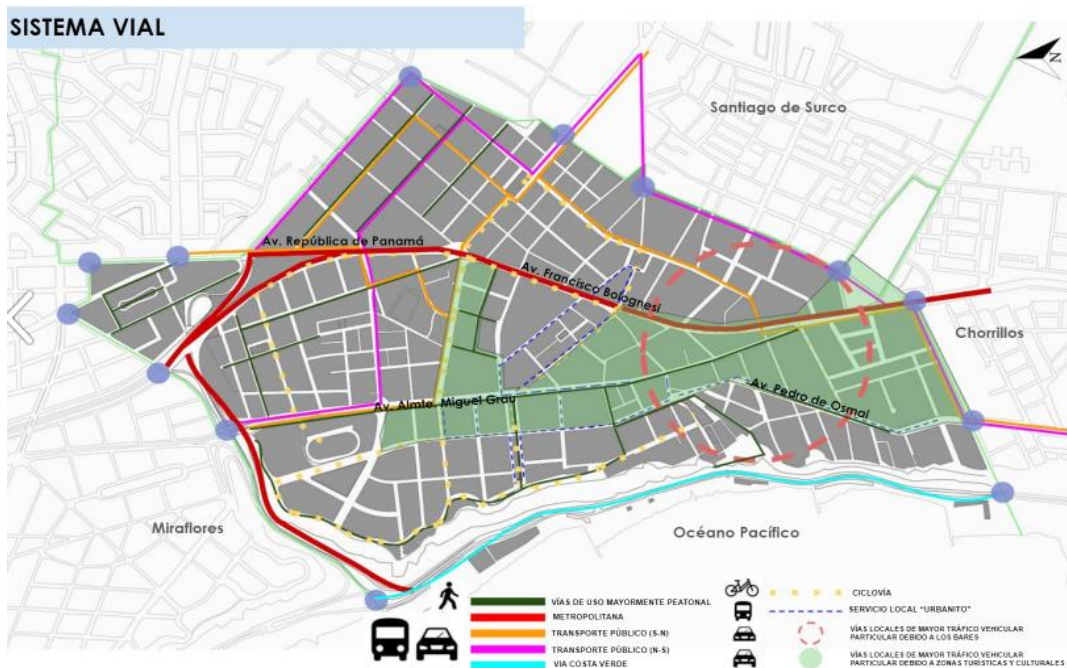 SISTEMA VIAL
N
Santiago de Surco
Av. República de Panamá
Av. Francisco Bolognesi
Chorrillos
Av. Almte. Miguel Grau
Av. Pedro de Osmal
Miraflores
Océano Pacífico
VÍAS DE USO MAYORMENTE PEATONAL
METROPOLITANA
TRANSPORTE PÚBLICO (S-N)
TRANSPORTE PÚBLICO (N-S)
VIA COSTA VERDE
CICLOVÍA
SERVICIO LOCAL "URBANITO"
VÍAS LOCALES DE MAYOR TRÁFICO VEHICULAR
PARTICULAR DEBIDO A LOS BARES
VÍAS LOCALES DE MAYOR TRÁFICO VEHICULAR
PARTICULAR DEBIDO A ZONAS TURÍSTICAS Y CULTURALES